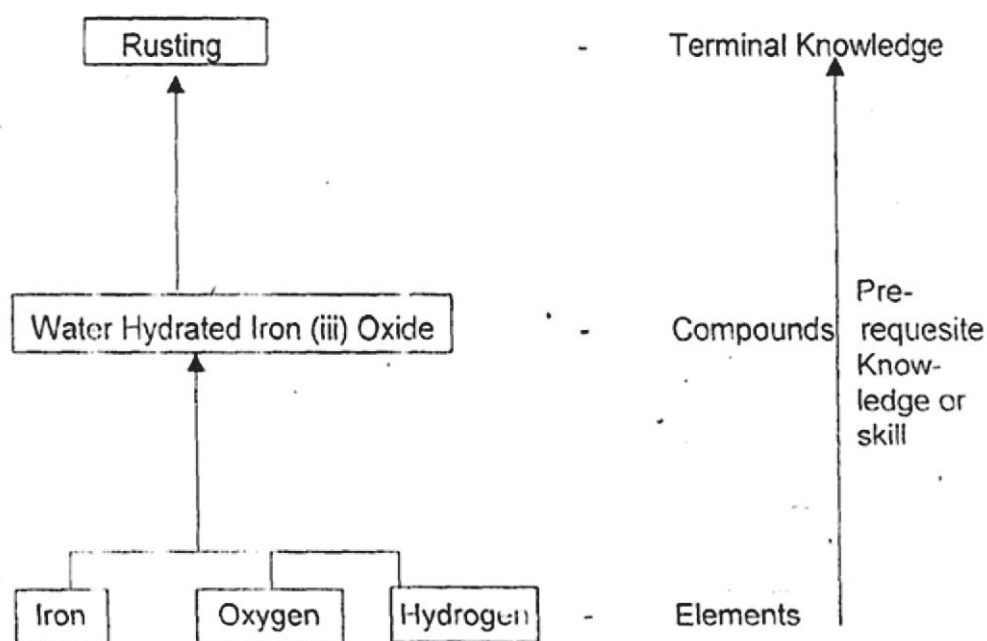 Rusting - Terminal Knowledge
Water Hydrated Iron (iii) Oxide - Compounds
Pre-
requesite
Know-
ledge or
skill
Iron Oxygen Hydrogen - Elements